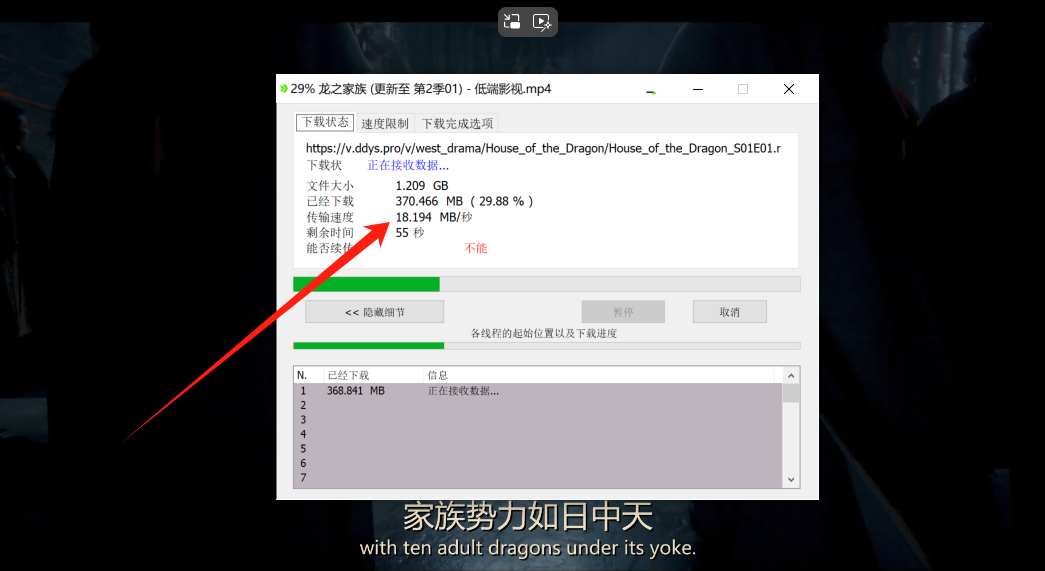 29% 龙之家族 (更新至 第2季01) - 低端影视.mp4
下载状态 速度限制 下载完成选项
https://v.ddys.pro/v/west_drama/House_of_the_Dragon/House_of_the_Dragon_S01E01.r
下载状 正在接收数据...
文件大小 1.209 GB
已经下载 370.466 MB ( 29.88 % )
传输速度 18.194 MB/秒
剩余时间 55 秒
能否续传 不能
<< 隐藏细节 暂停 取消
各线程的起始位置以及下载进度
N. 已经下载 信息
1 368.841 MB 正在接收数据...
2
3
4
5
6
7
家族势力如日中天
with ten adult dragons under its yoke.